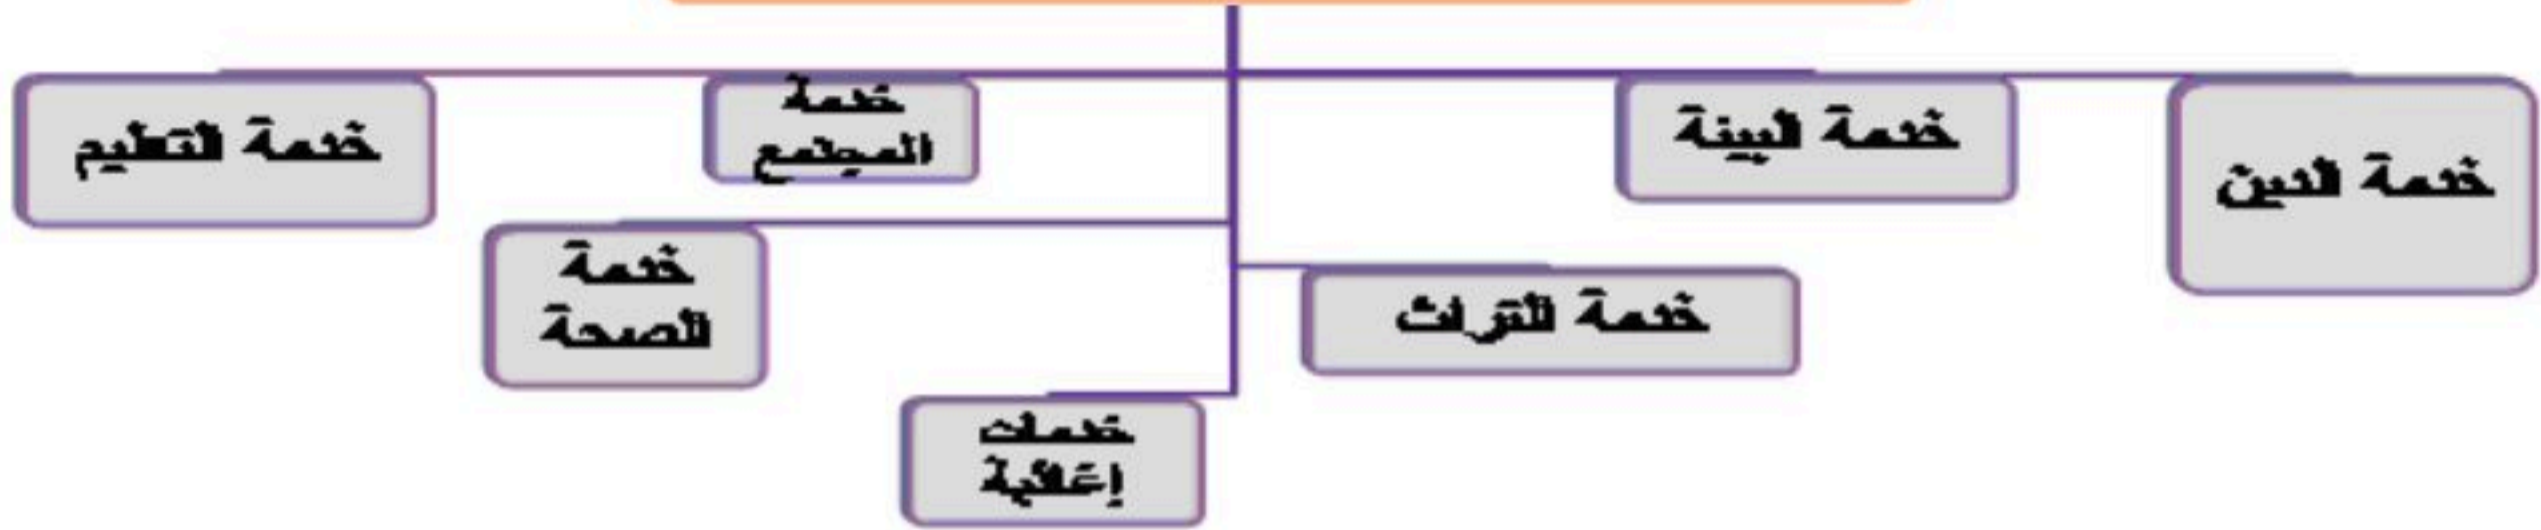 خدمة الدين
خدمة البيئة
خدمة
المجتمع
خدمة التعليم
خدمة التراث
خدمة
الصحة
خدمات
إغاثية